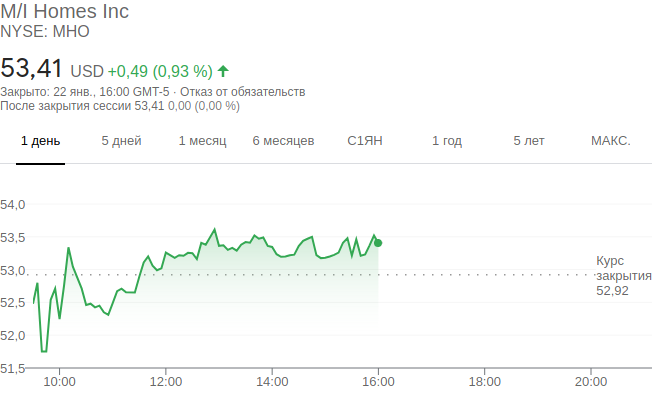 M/I Homes Inc
NYSE: MHO
53,41 USD +0,49 (0,93 %)
Закрыто: 22 янв., 16:00 GMT-5 · Отказ от обязательств
После закрытия сессии 53,41 0,00 (0,00 %)
1 день 5 дней 1 месяц 6 месяцев С1ЯН 1 год 5 лет МАКС.
54,0
53,5
53,0
52,5
52,0
51,5
Курс
закрытия
52,92
10:00 12:00 14:00 16:00 18:00 20:00